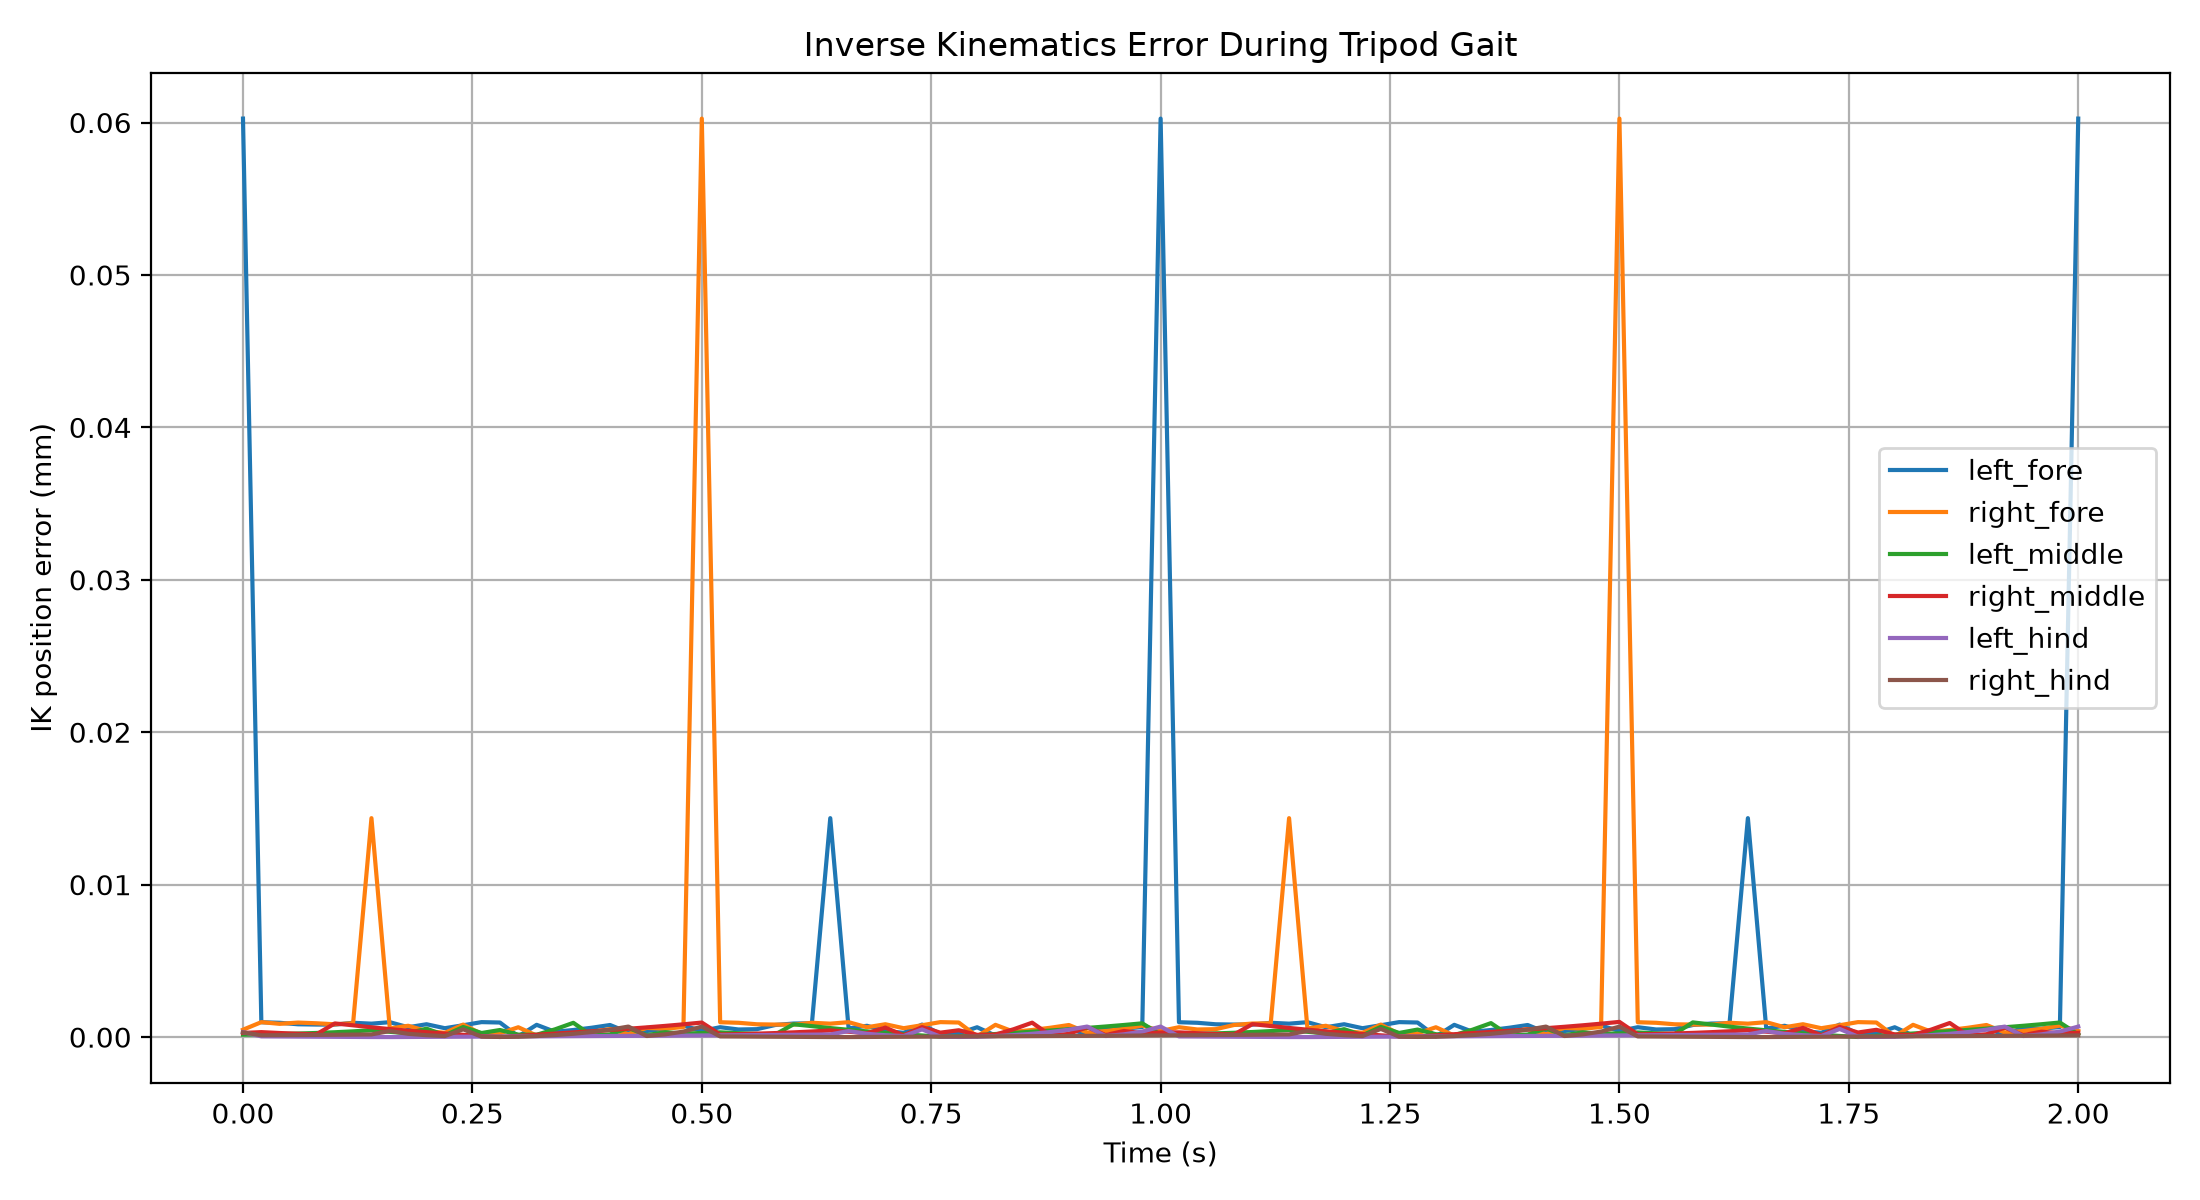 Inverse Kinematics Error During Tripod Gait
IK position error (mm)
0.06
0.05
0.04
0.03
0.02
0.01
0.00
left_fore
right_fore
left_middle
right_middle
left_hind
right_hind
0.00 0.25 0.50 0.75 1.00 1.25 1.50 1.75 2.00
Time (s)